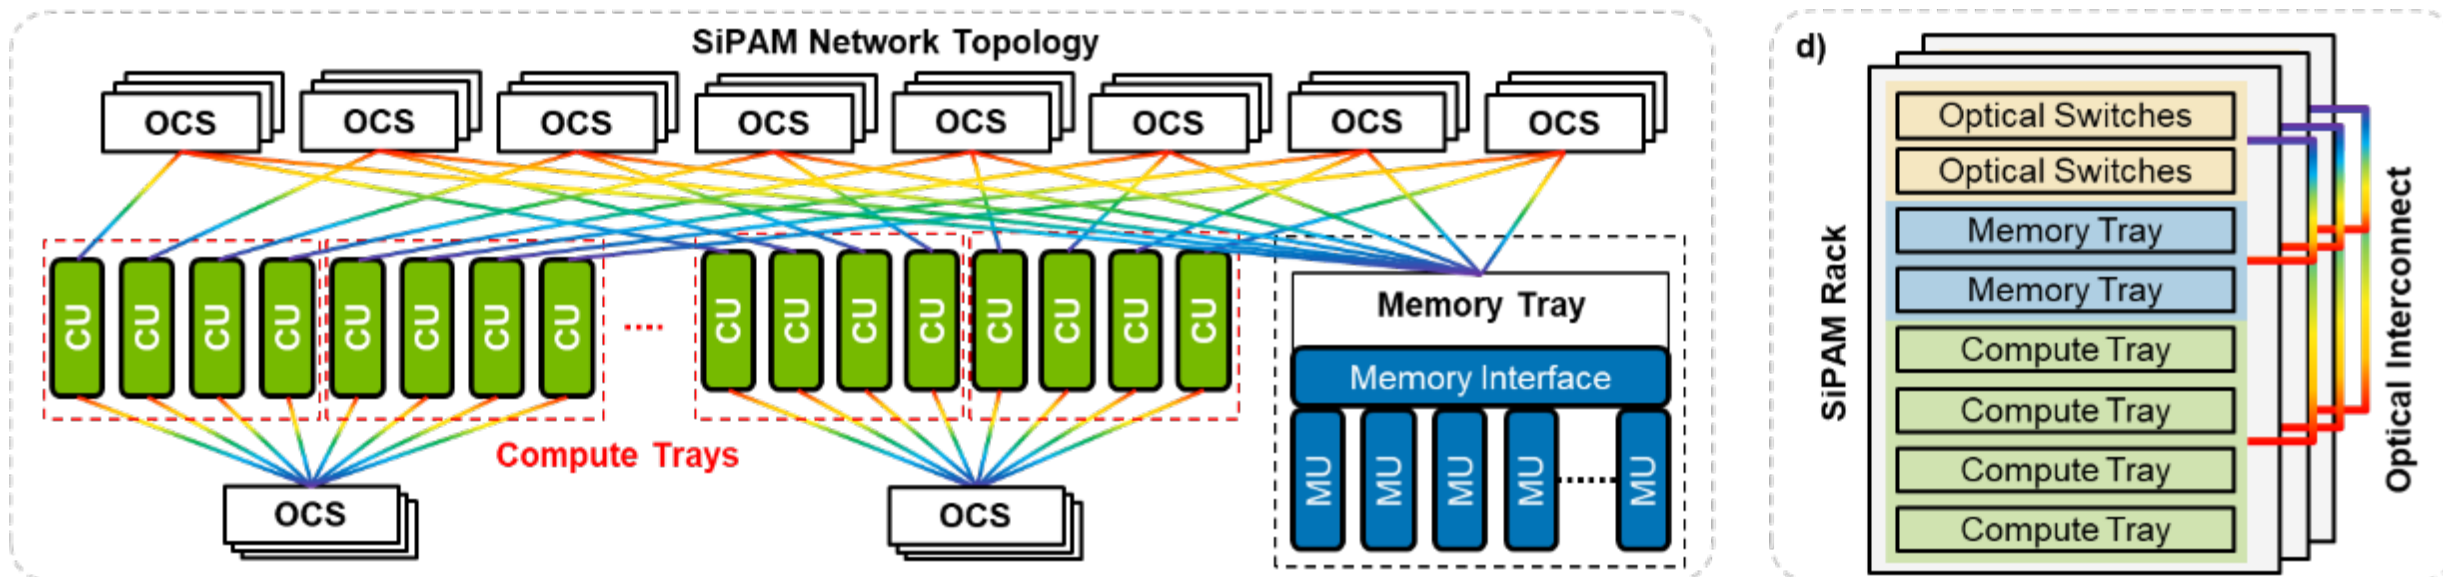 SiPAM Network Topology
OCS OCS OCS OCS OCS OCS OCS OCS
CU CU CU CU CU CU CU CU ···· CU CU CU CU CU CU CU CU
Memory Tray
Memory Interface
MU MU MU MU MU
Compute Trays
OCS OCS
d)
SiPAM Rack
Optical Switches
Optical Switches
Memory Tray
Memory Tray
Compute Tray
Compute Tray
Compute Tray
Compute Tray
Optical Interconnect